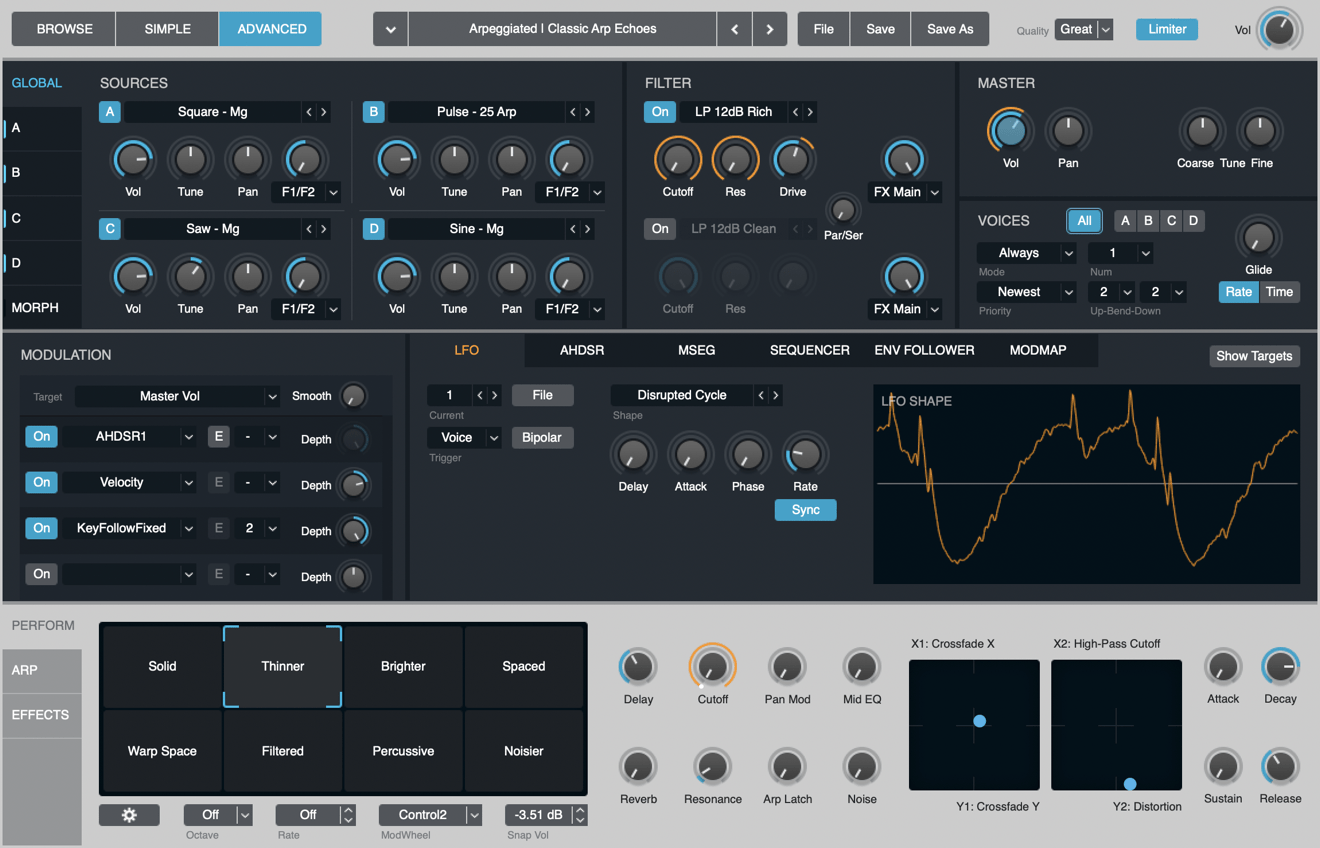 BROWSE SIMPLE ADVANCED Arpeggiated | Classic Arp Echoes File Save Save As Quality Great Limiter Vol
GLOBAL
A
B
C
D
MORPH
SOURCES
A Square - Mg
Vol Tune Pan F1/F2
B Pulse - 25 Arp
Vol Tune Pan F1/F2
C Saw - Mg
Vol Tune Pan F1/F2
D Sine - Mg
Vol Tune Pan F1/F2
FILTER
On LP 12dB Rich
Cutoff Res Drive FX Main
Par/Ser
On LP 12dB Clean
Cutoff Res FX Main
MASTER
Vol Pan Coarse Tune Fine
VOICES All A B C D
Always 1
Mode Num
Newest 2 2
Priority Up-Bend-Down
Glide
Rate Time
MODULATION
Target Master Vol Smooth
On AHDSR1 E - Depth
On Velocity E - Depth
On KeyFollowFixed E 2 Depth
On E - Depth
LFO AHDSR MSEG SEQUENCER ENV FOLLOWER MODMAP Show Targets
1 File
Current
Voice Bipolar
Trigger
Disrupted Cycle
Shape
Delay Attack Phase Rate
Sync
LFO SHAPE
PERFORM
ARP
EFFECTS
Solid Thinner Brighter Spaced
Warp Space Filtered Percussive Noisier
Off Off Control2 -3.51 dB
Octave Rate ModWheel Snap Vol
Delay Cutoff Pan Mod Mid EQ
Reverb Resonance Arp Latch Noise
X1: Crossfade X
Y1: Crossfade Y
X2: High-Pass Cutoff
Y2: Distortion
Attack Decay
Sustain Release